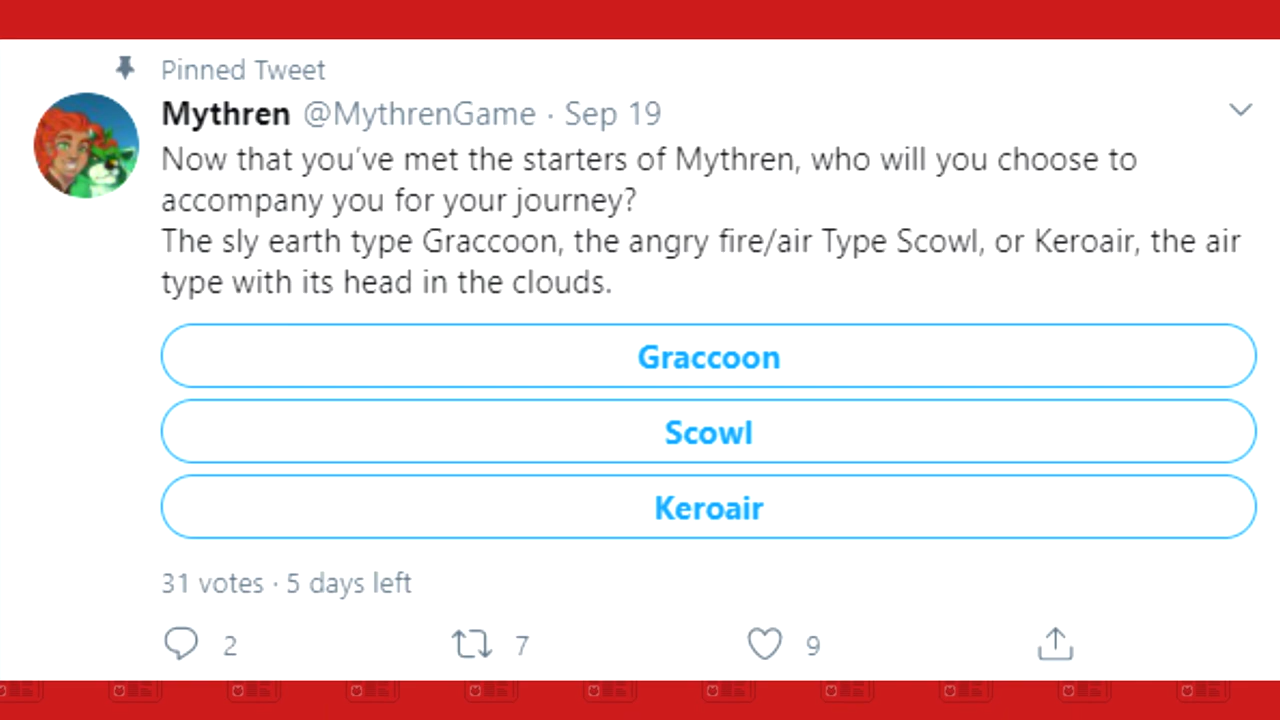 Pinned Tweet
Mythren @MythrenGame · Sep 19
Now that you've met the starters of Mythren, who will you choose to
accompany you for your journey?
The sly earth type Graccoon, the angry fire/air Type Scowl, or Keroair, the air
type with its head in the clouds.
Graccoon
Scowl
Keroair
31 votes · 5 days left
2 7 9